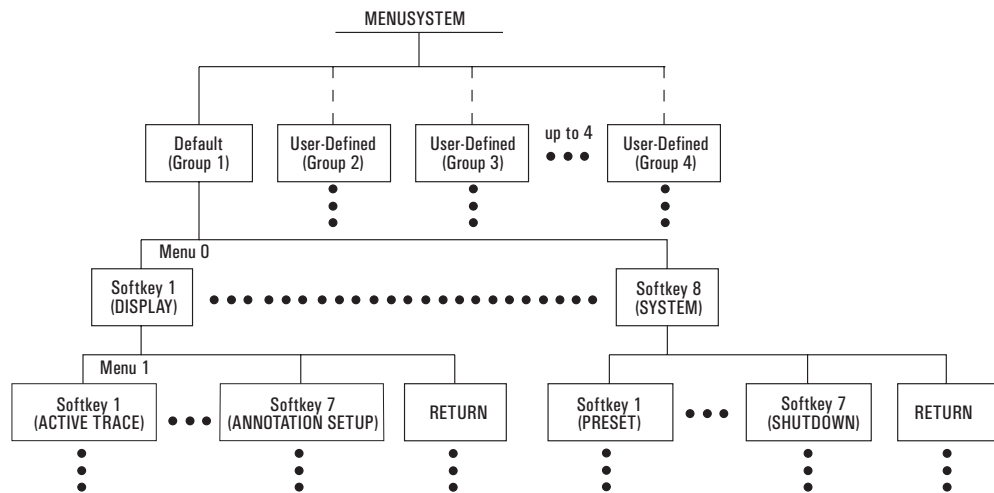 MENUSYSTEM
Default
(Group 1)
User-Defined
(Group 2)
User-Defined
(Group 3)
up to 4
User-Defined
(Group 4)
Menu 0
Softkey 1
(DISPLAY)
Softkey 8
(SYSTEM)
Menu 1
Softkey 1
(ACTIVE TRACE)
Softkey 7
(ANNOTATION SETUP)
RETURN
Softkey 1
(PRESET)
Softkey 7
(SHUTDOWN)
RETURN